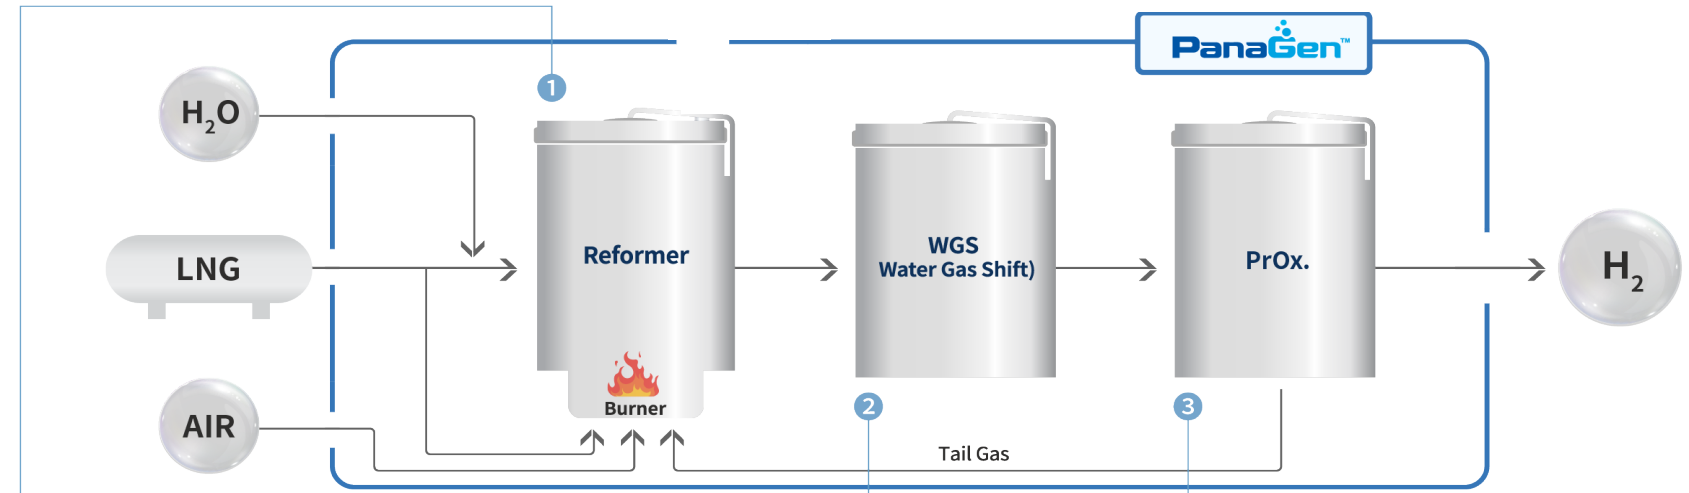 PanaGen™
1
H₂O
LNG
AIR
Reformer
Burner
WGS
Water Gas Shift)
PrOx.
H₂
2
3
Tail Gas